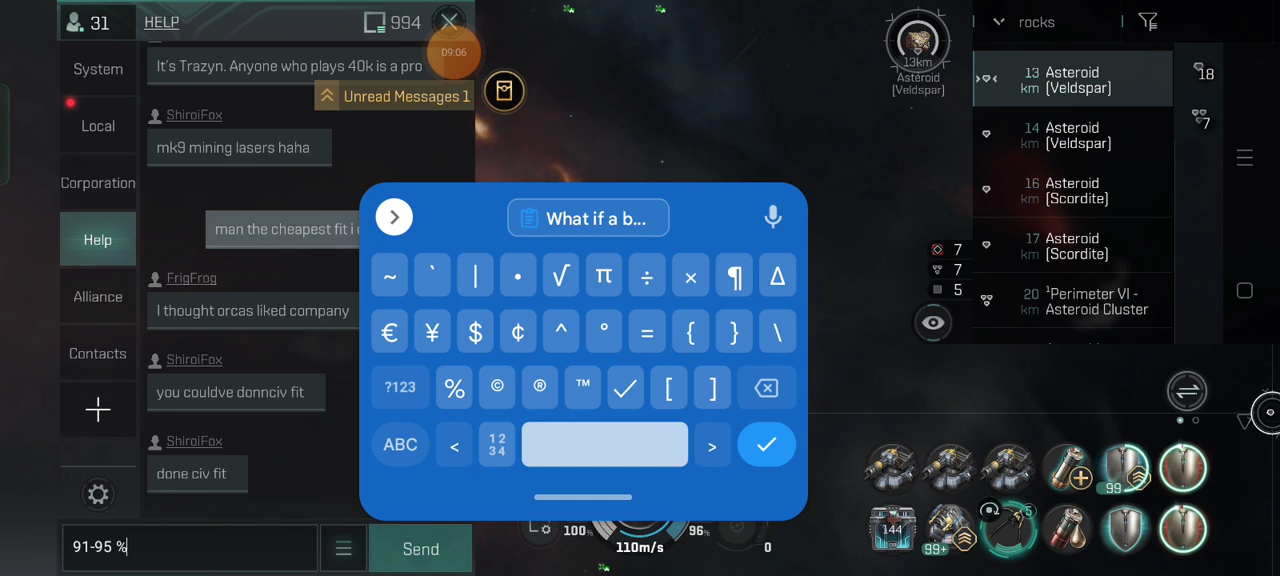 31
HELP
994
System
It's Trazyn. Anyone who plays 40k is a pro
09:06
Unread Messages 1
Local
ShiroiFox
mk9 mining lasers haha
Corporation
man the cheapest fit i
Help
FrigFrog
I thought orcas liked company
Alliance
ShiroiFox
Contacts
you couldve donnciv fit
ShiroiFox
done civ fit
91-95 %
Send
What if a b...
~ ` | • √ π ÷ × ¶ Δ
€ ¥ $ ¢ ^ ° = { } \
?123 % © ® ™ ✓ [ ]
ABC < 12 34 >
100%
96%
110m/s
0
13km
Asteroid
(Veldspar)
rocks
13 Asteroid
km (Veldspar)
14 Asteroid
km (Veldspar)
16 Asteroid
km (Scordite)
17 Asteroid
km (Scordite)
20 ¹Perimeter VI -
km Asteroid Cluster
18
7
7
7
5
99
144
99+
5